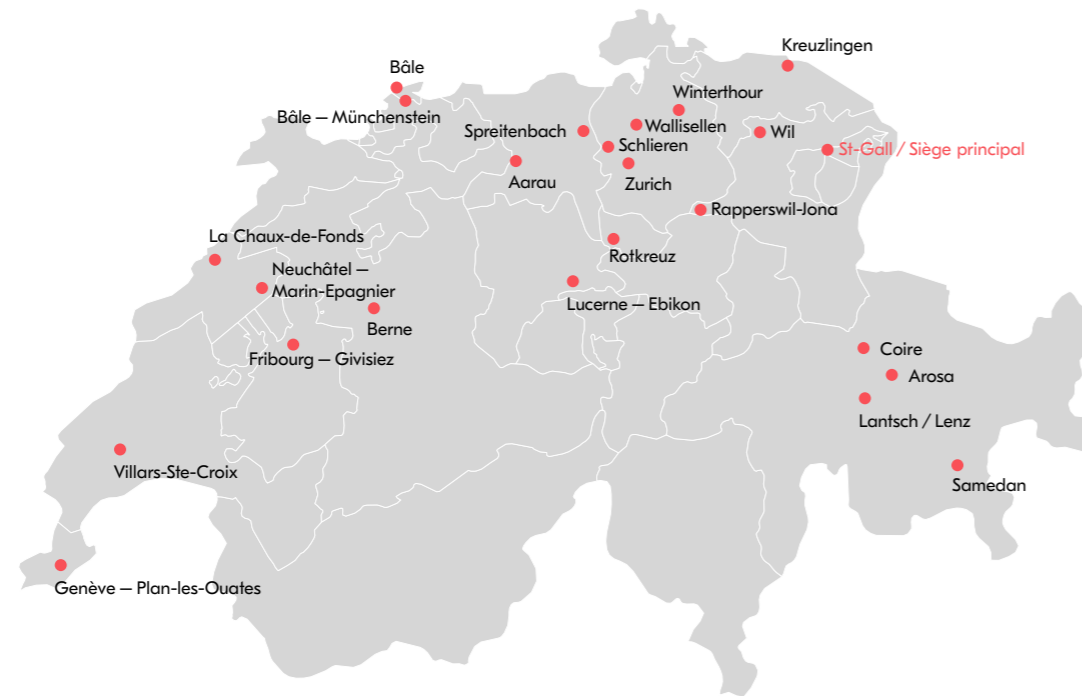 Kreuzlingen
Bâle
Winterthour
Bâle – Münchenstein
Spreitenbach
Wallisellen
Wil
Schlieren
St-Gall / Siège principal
Aarau
Zurich
Rapperswil-Jona
La Chaux-de-Fonds
Rotkreuz
Neuchâtel –
Marin-Epagnier
Lucerne – Ebikon
Berne
Fribourg – Givisiez
Coire
Arosa
Lantsch / Lenz
Villars-Ste-Croix
Samedan
Genève – Plan-les-Ouates